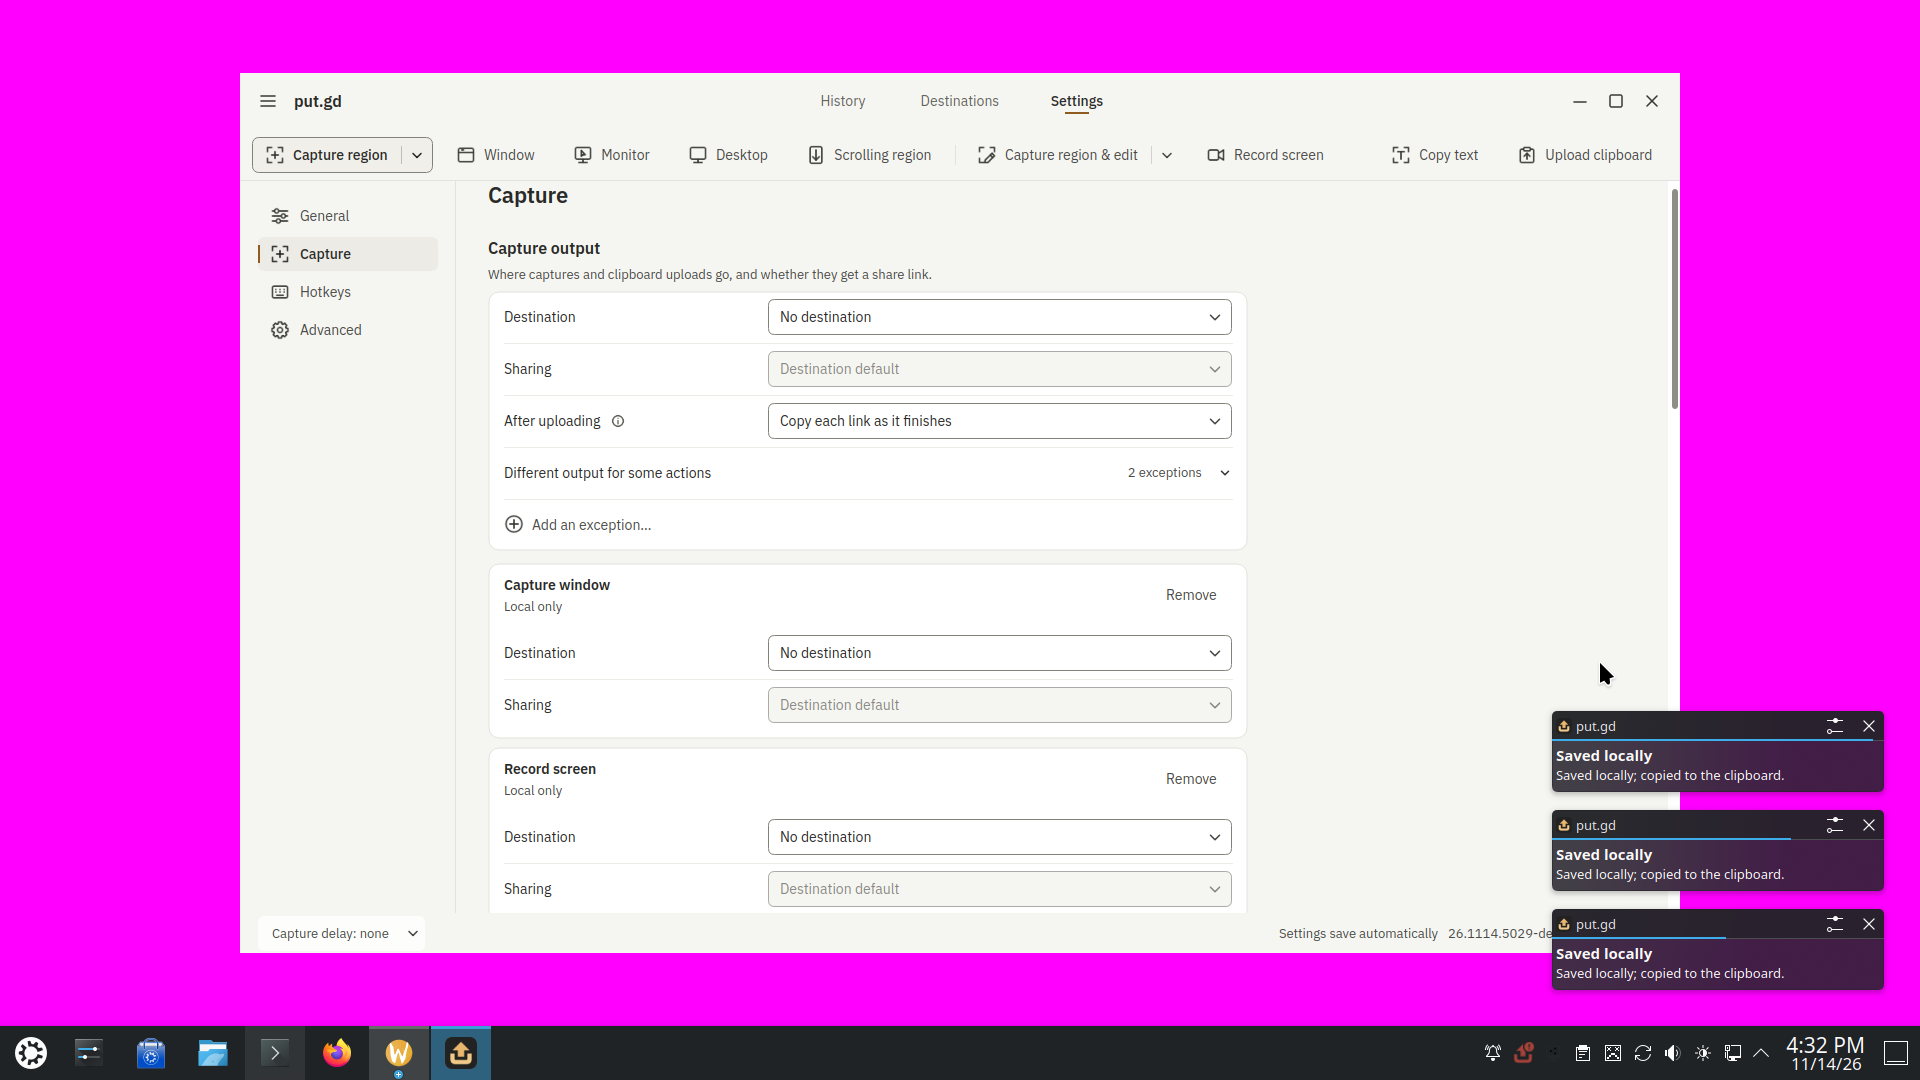 put.gd
History
Destinations
Settings
Capture region
Window
Monitor
Desktop
Scrolling region
Capture region & edit
Record screen
Copy text
Upload clipboard
General
Capture
Hotkeys
Advanced
Capture
Capture output
Where captures and clipboard uploads go, and whether they get a share link.
Destination
No destination
Sharing
Destination default
After uploading
Copy each link as it finishes
Different output for some actions
2 exceptions
Add an exception...
Capture window
Local only
Remove
Destination
No destination
Sharing
Destination default
Record screen
Local only
Remove
Destination
No destination
Sharing
Destination default
Capture delay: none
Settings save automatically
26.1114.5029-de
put.gd
Saved locally
Saved locally; copied to the clipboard.
put.gd
Saved locally
Saved locally; copied to the clipboard.
put.gd
Saved locally
Saved locally; copied to the clipboard.
4:32 PM
11/14/26